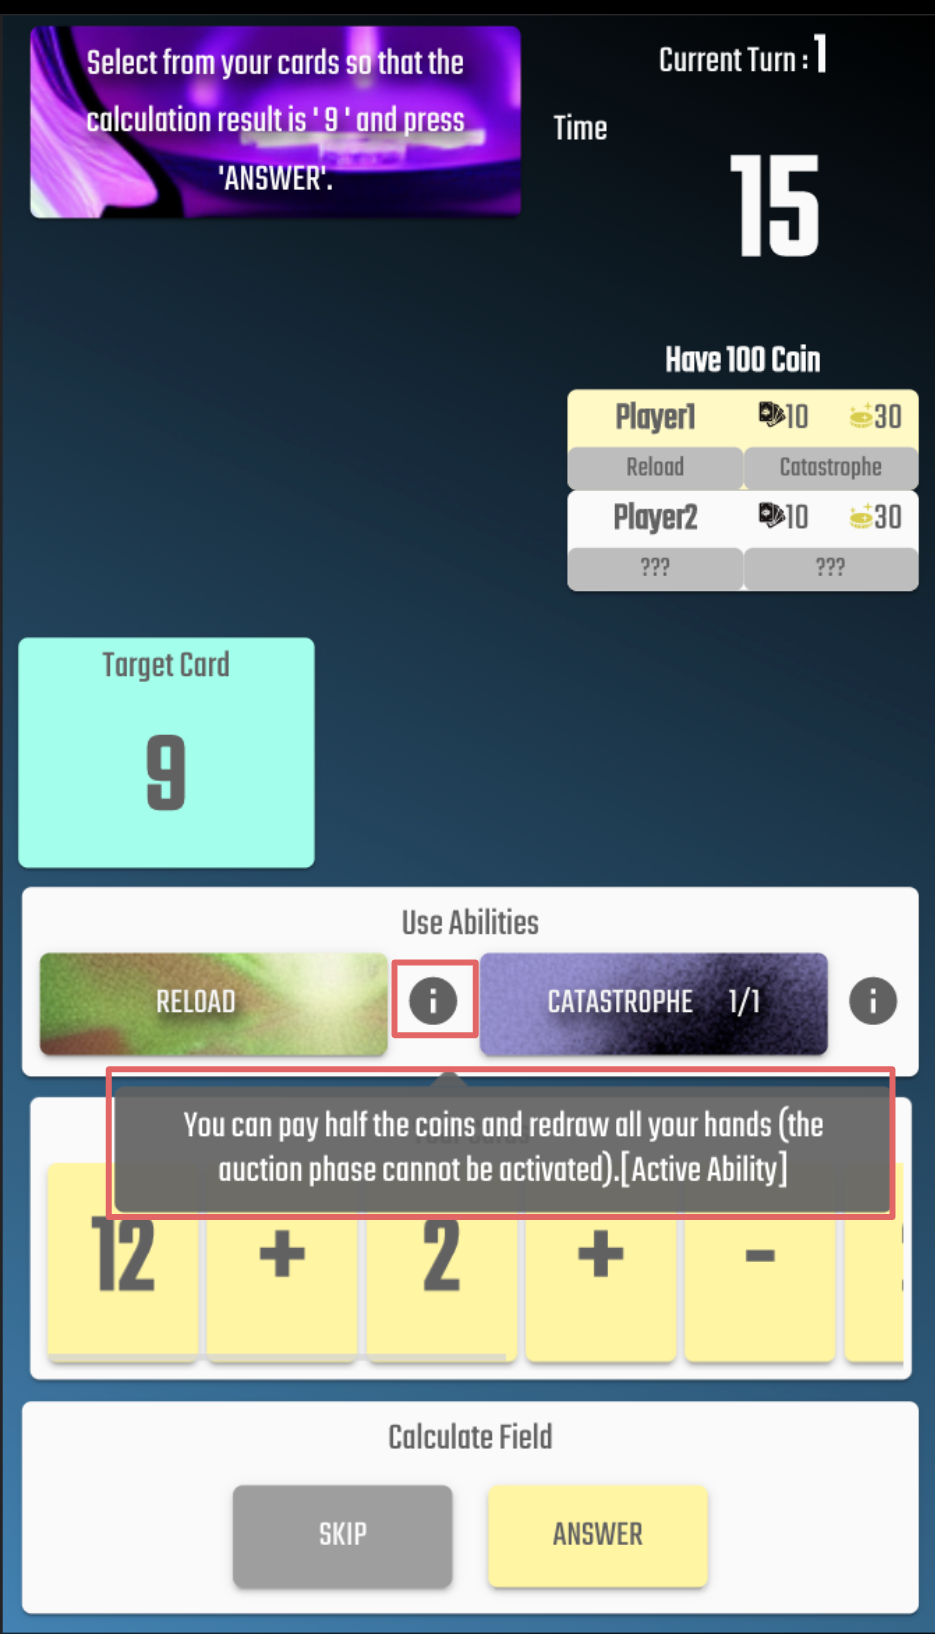 Select from your cards so that the
calculation result is ' 9 ' and press
'ANSWER'.
Current Turn : 1
Time
15
Have 100 Coin
Player1 10 30
Reload Catastrophe
Player2 10 30
??? ???
Target Card
9
Use Abilities
RELOAD i CATASTROPHE 1/1 i
You can pay half the coins and redraw all your hands (the
auction phase cannot be activated).[Active Ability]
12 + 2 + -
Calculate Field
SKIP ANSWER